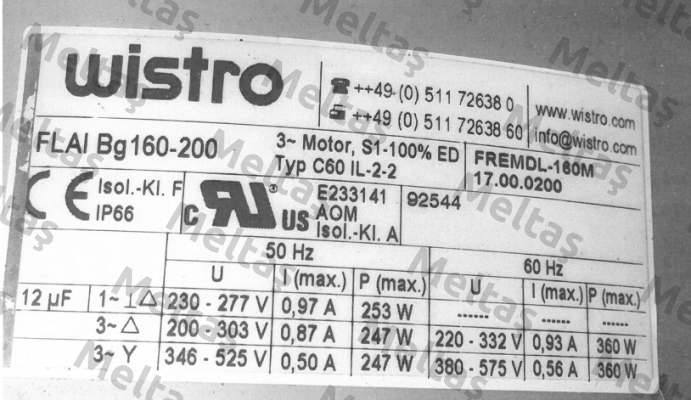 wistro
☎ ++49-(0) 511 72638 0
++49 (0) 511 72638 60
www.wistro.com
info@wistro.com
FLAI Bg160-200
3~ Motor, S1-100% ED
Typ C60 IL-2-2
FREMDL-160M
17.00.0200
CE Isol.-Kl. F
IP66
C RU ® US
E233141
AOM
Isol.-Kl. A
92544
50 Hz 60 Hz
U I (max.) P (max.) U I (max.) P (max.)
12 µF 1~ ⊥ △ 230 - 277 V 0,97 A 253 W ...... ...... ......
3~ △ 200 - 303 V 0,87 A 247 W 220 - 332 V 0,93 A 360 W
3~ Y 346 - 525 V 0,50 A 247 W 380 - 575 V 0,56 A 360 W
Meltaş